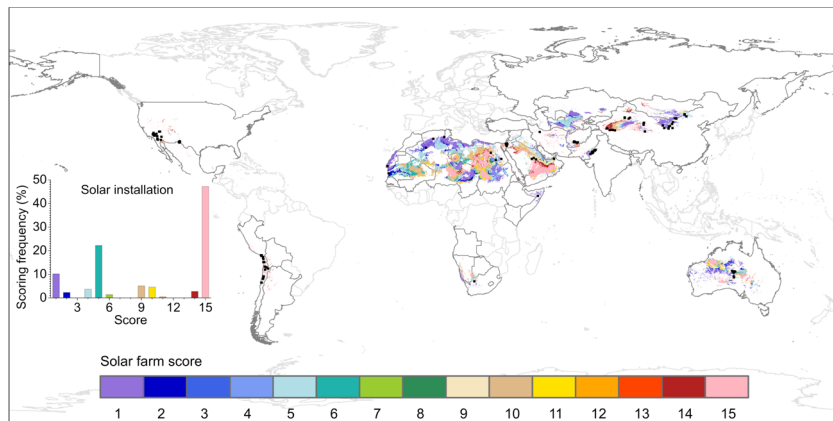 Solar installation
Scoring frequency (%)
50
40
30
20
10
0
3 6 9 12 15
Score
Solar farm score
1 2 3 4 5 6 7 8 9 10 11 12 13 14 15